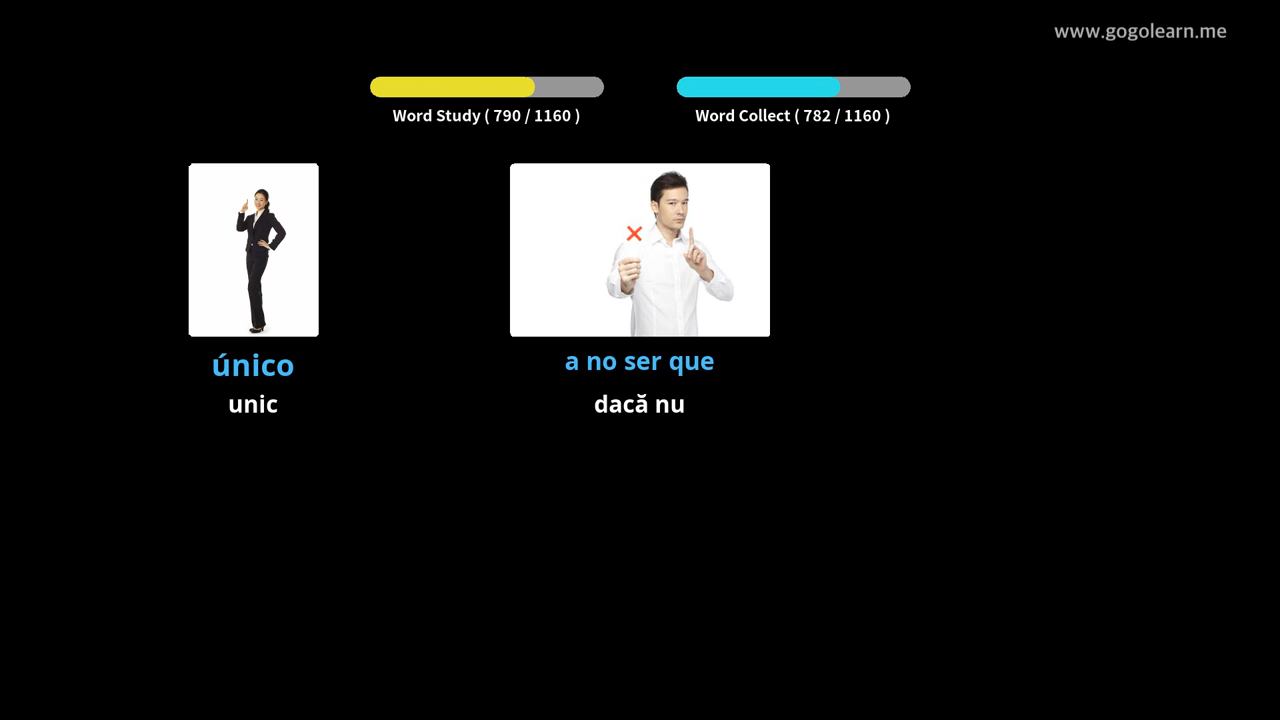 www.gogolearn.me
Word Study ( 790 / 1160 )
Word Collect ( 782 / 1160 )
único
unic
a no ser que
dacă nu